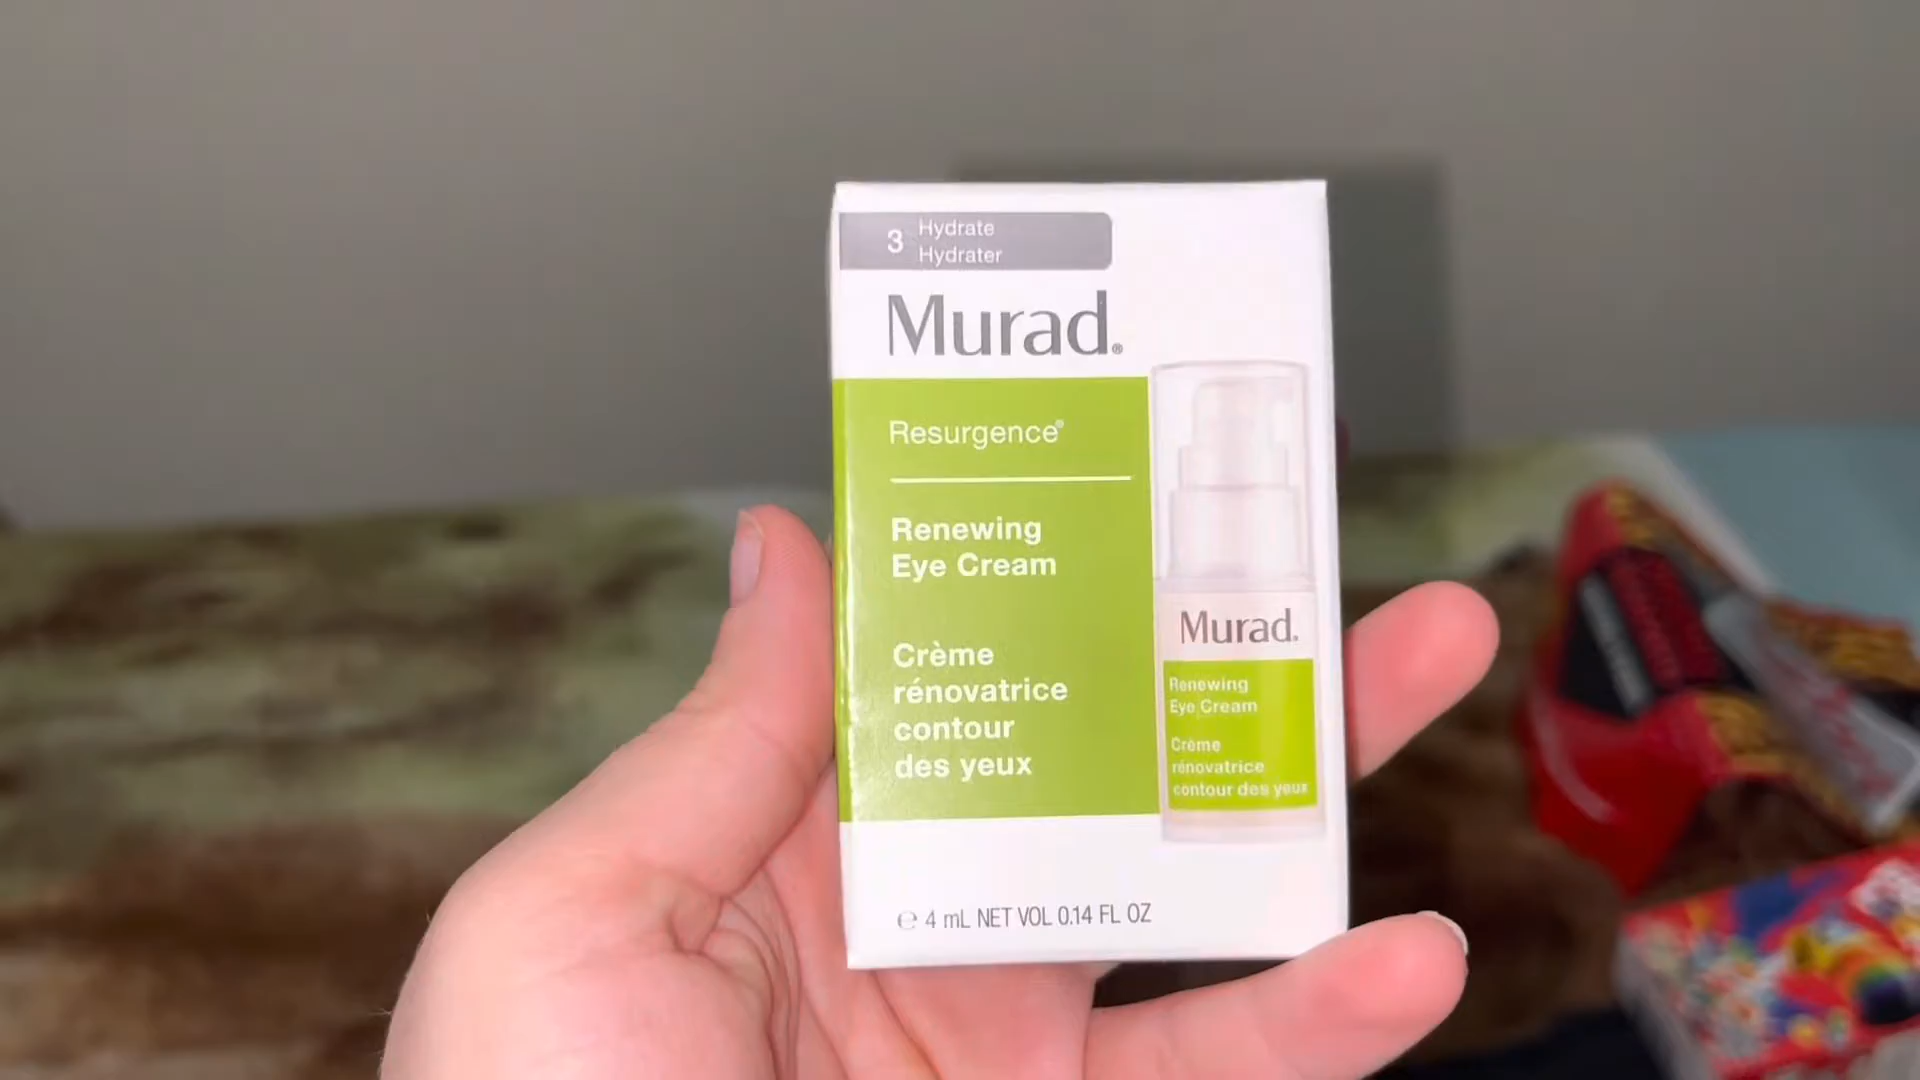 3 Hydrate
Hydrater
Murad®
Resurgence®
Renewing
Eye Cream
Crème
rénovatrice
contour
des yeux
Murad.
Renewing
Eye Cream
Crème
rénovatrice
contour des yeux
℮ 4 mL NET VOL 0.14 FL OZ